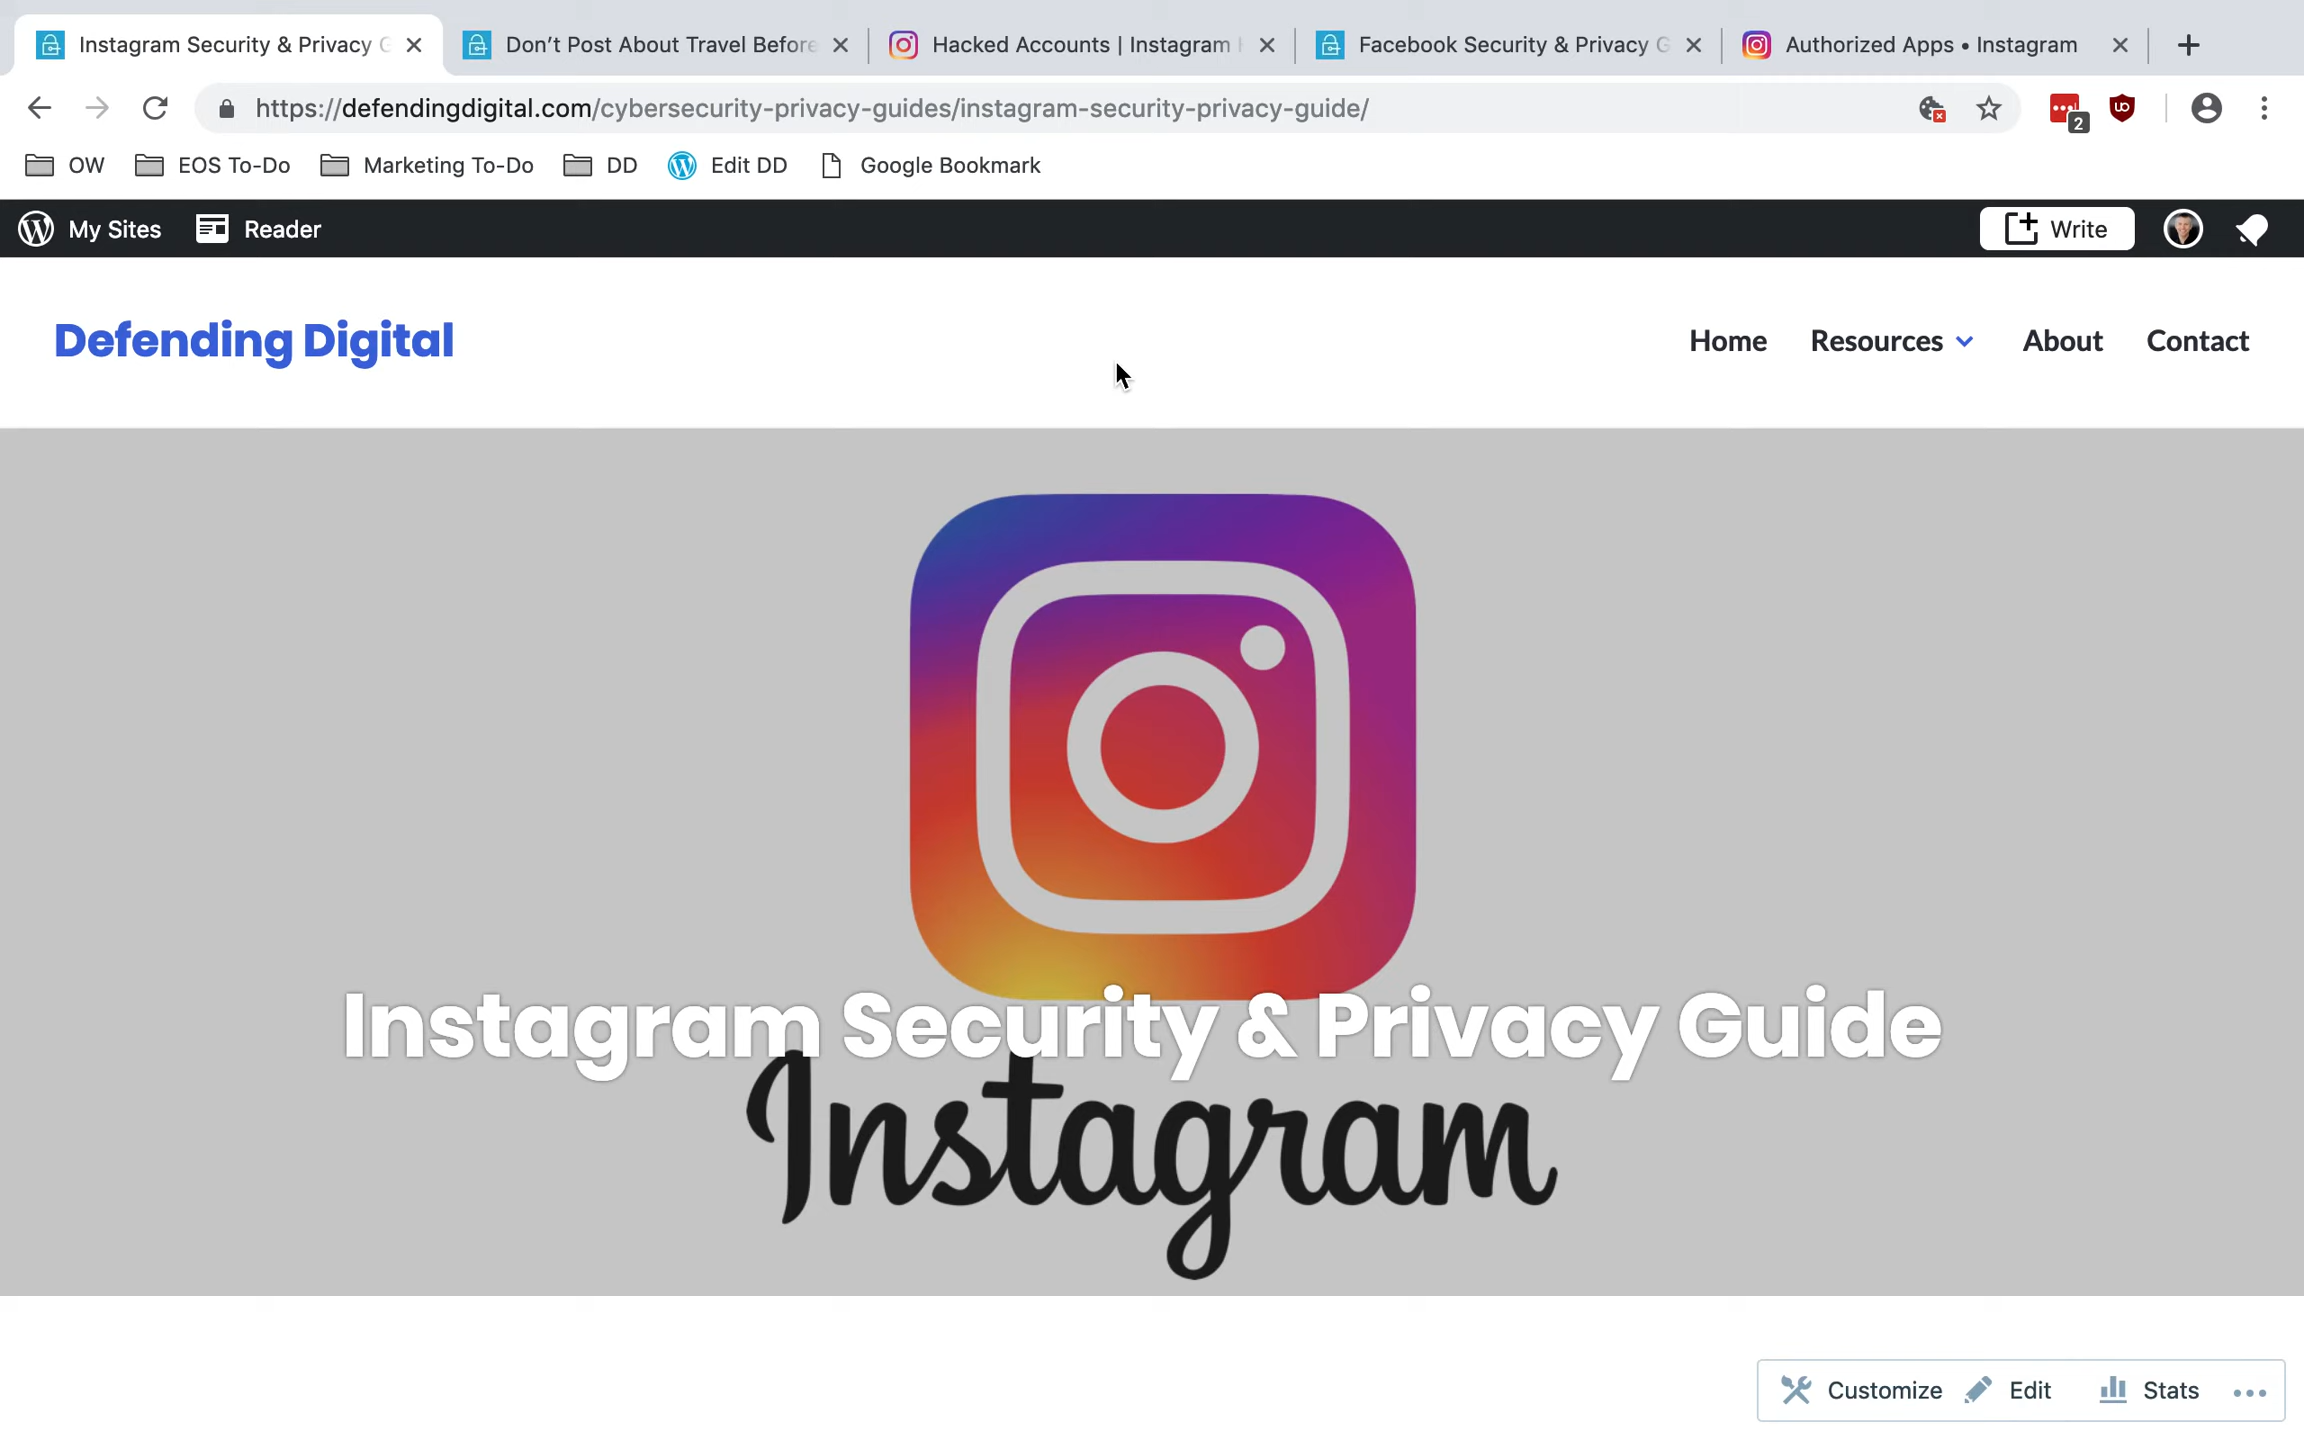 Instagram Security & Privacy G
Don't Post About Travel Before
Hacked Accounts | Instagram
Facebook Security & Privacy G
Authorized Apps • Instagram
https://defendingdigital.com/cybersecurity-privacy-guides/instagram-security-privacy-guide/
2
OW
EOS To-Do
Marketing To-Do
DD
Edit DD
Google Bookmark
My Sites
Reader
Write
Defending Digital
Home
Resources
About
Contact
Instagram Security & Privacy Guide
Instagram
Customize
Edit
Stats